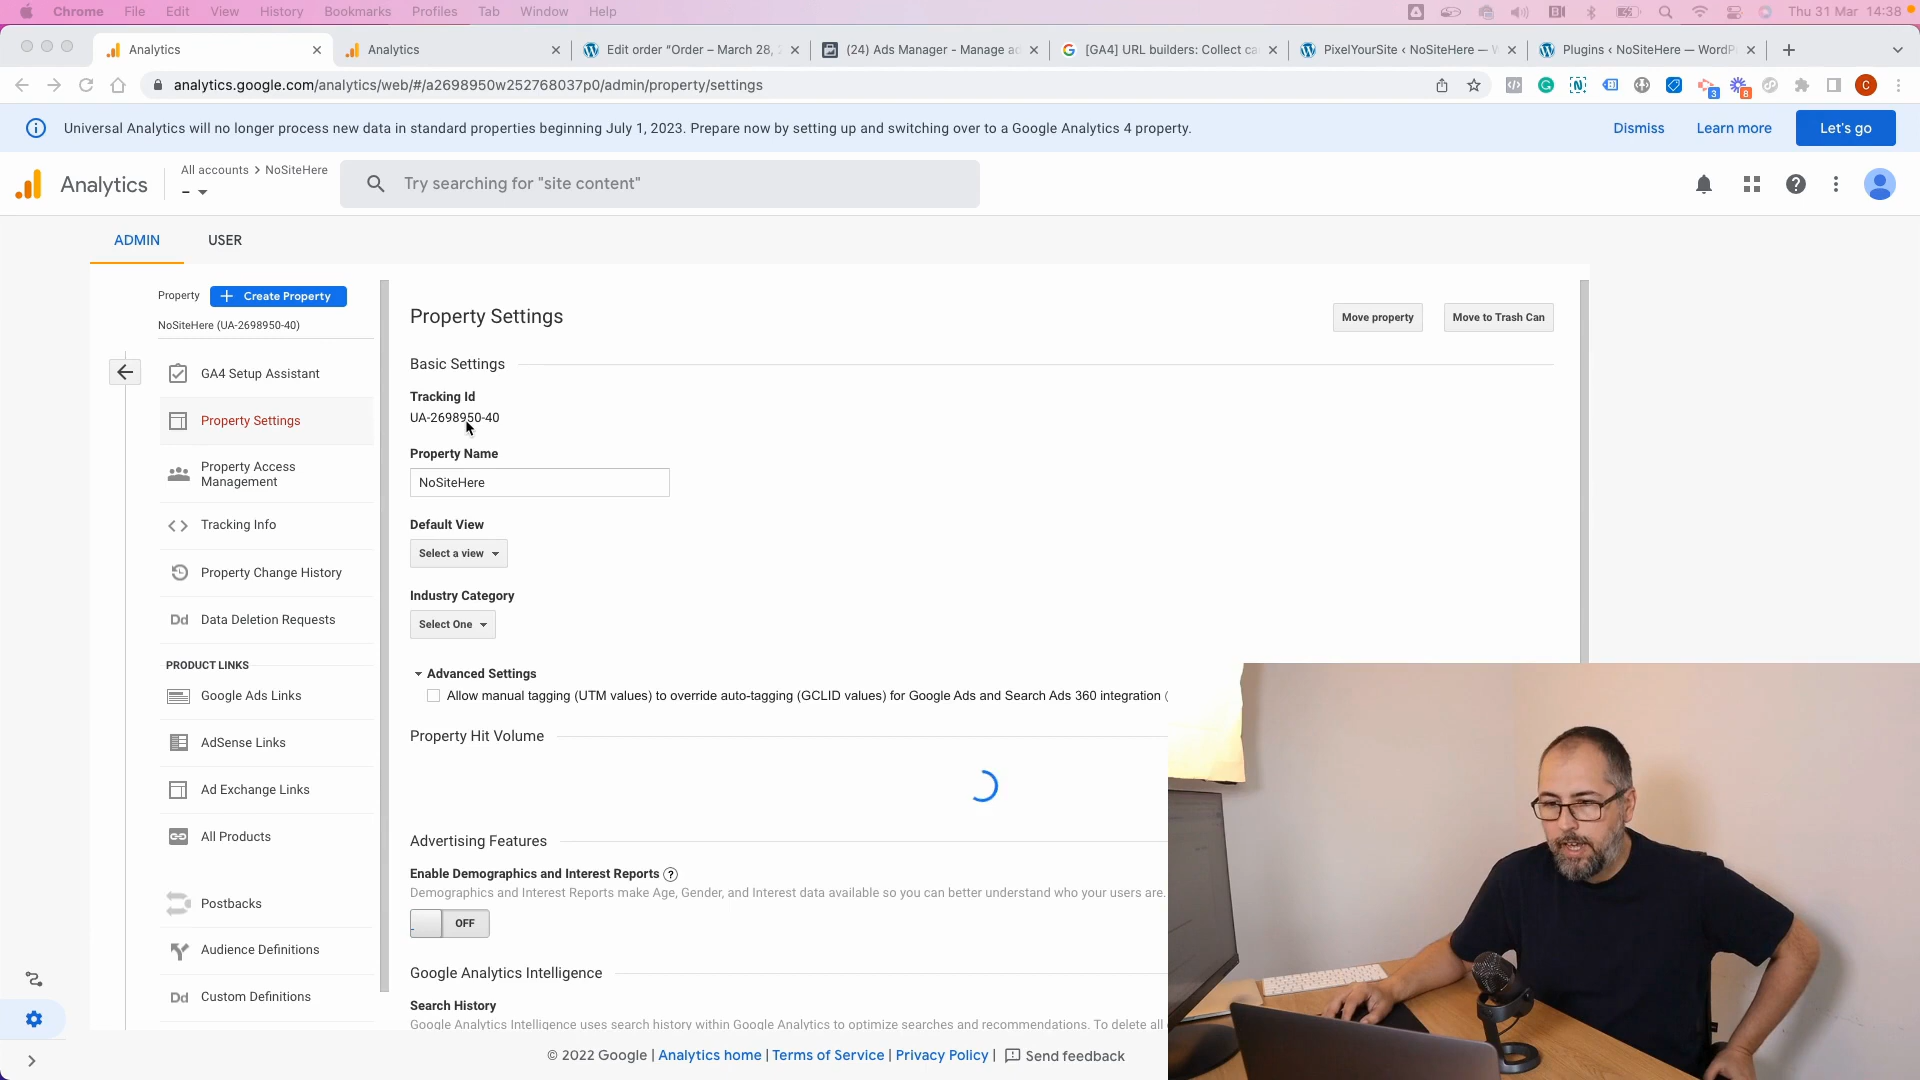 Chrome File Edit View History Bookmarks Profiles Tab Window Help Thu 31 Mar 14:38
Analytics
Analytics
Edit order “Order – March 28, 2
(24) Ads Manager - Manage ad
[GA4] URL builders: Collect ca
PixelYourSite ‹ NoSiteHere — W
Plugins ‹ NoSiteHere — WordPr
analytics.google.com/analytics/web/#/a2698950w252768037p0/admin/property/settings
3
8
C
Universal Analytics will no longer process new data in standard properties beginning July 1, 2023. Prepare now by setting up and switching over to a Google Analytics 4 property.
Dismiss Learn more Let's go
Analytics
All accounts > NoSiteHere
–
Try searching for "site content"
ADMIN USER
Property + Create Property
NoSiteHere (UA-2698950-40)
GA4 Setup Assistant
Property Settings
Property Access
Management
Tracking Info
Property Change History
Dd Data Deletion Requests
PRODUCT LINKS
Google Ads Links
AdSense Links
Ad Exchange Links
All Products
Postbacks
Audience Definitions
Dd Custom Definitions
Property Settings
Move property Move to Trash Can
Basic Settings
Tracking Id
UA-2698950-40
Property Name
NoSiteHere
Default View
Select a view
Industry Category
Select One
Advanced Settings
Allow manual tagging (UTM values) to override auto-tagging (GCLID values) for Google Ads and Search Ads 360 integration (
Property Hit Volume
Advertising Features
Enable Demographics and Interest Reports ?
Demographics and Interest Reports make Age, Gender, and Interest data available so you can better understand who your users are.
OFF
Google Analytics Intelligence
Search History
Google Analytics Intelligence uses search history within Google Analytics to optimize searches and recommendations. To delete all
© 2022 Google | Analytics home | Terms of Service | Privacy Policy | Send feedback